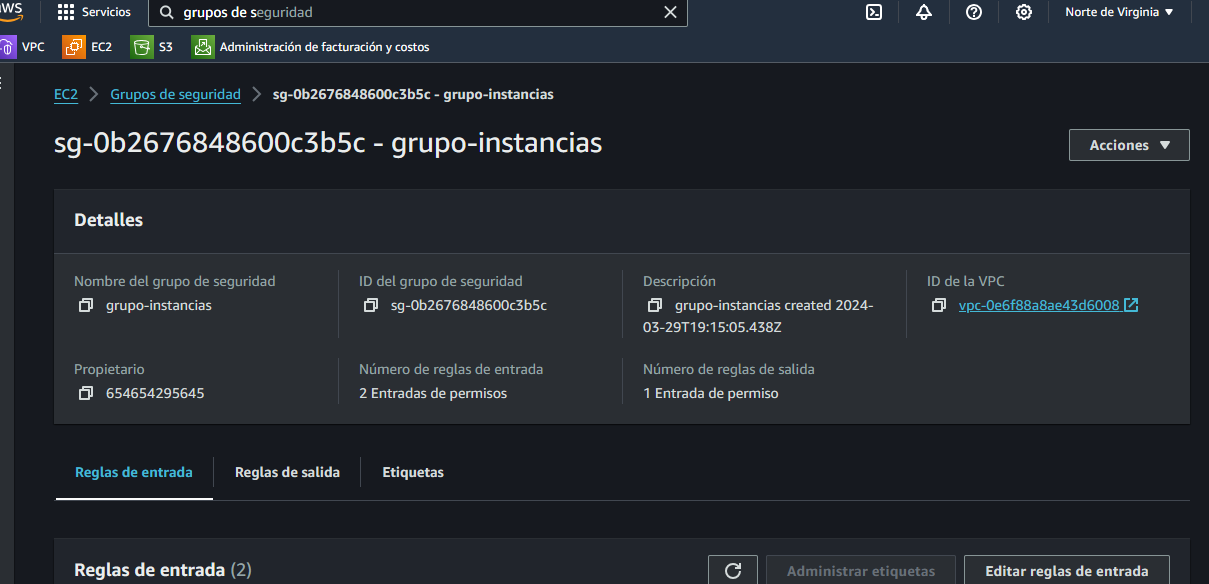 aws
Servicios
grupos de seguridad
Norte de Virginia
VPC
EC2
S3
Administración de facturación y costos
EC2
Grupos de seguridad
sg-0b2676848600c3b5c - grupo-instancias
sg-0b2676848600c3b5c - grupo-instancias
Acciones
Detalles
Nombre del grupo de seguridad
grupo-instancias
ID del grupo de seguridad
sg-0b2676848600c3b5c
Descripción
grupo-instancias created 2024-
03-29T19:15:05.438Z
ID de la VPC
vpc-0e6f88a8ae43d6008
Propietario
654654295645
Número de reglas de entrada
2 Entradas de permisos
Número de reglas de salida
1 Entrada de permiso
Reglas de entrada
Reglas de salida
Etiquetas
Reglas de entrada (2)
Administrar etiquetas
Editar reglas de entrada